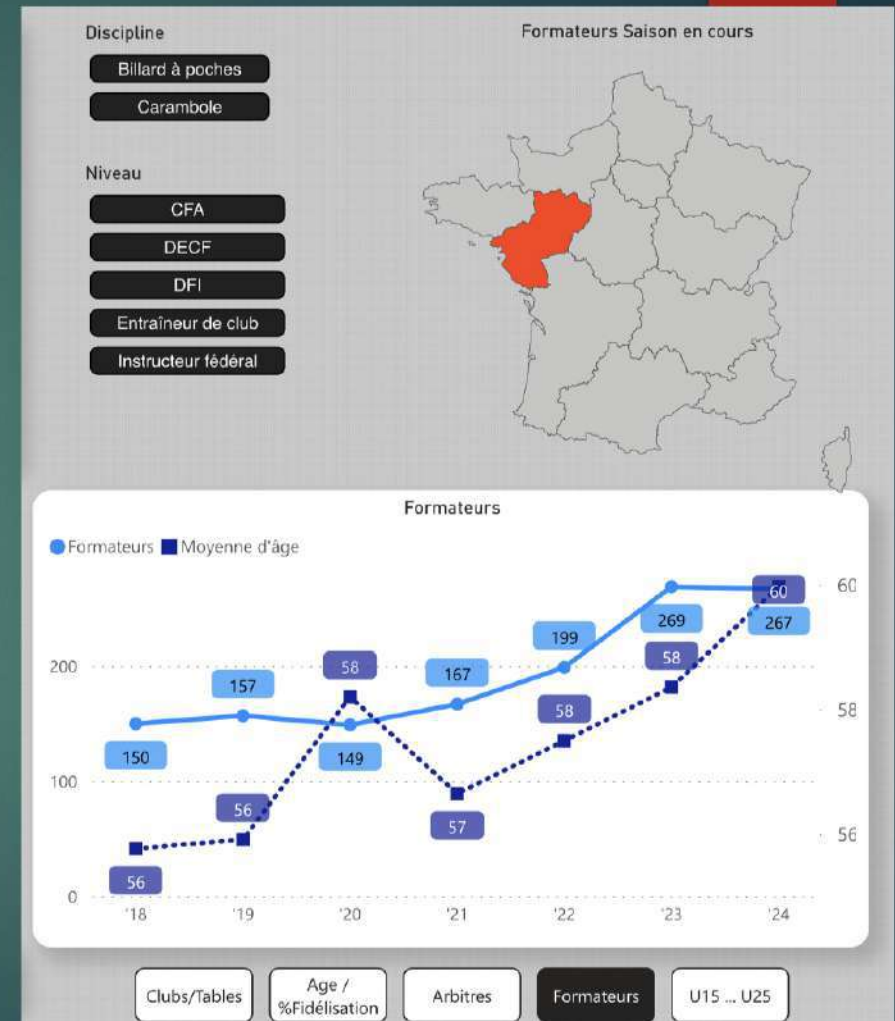 Discipline
Billard à poches
Carambole
Niveau
CFA
DECF
DFI
Entraîneur de club
Instructeur fédéral
Formateurs Saison en cours
Formateurs
Formateurs Moyenne d'âge
60
60
269
267
199
58
200
58
167
157
58
58
150
149
100
56
57
56
56
0
'18 '19 '20 '21 '22 '23 '24
Clubs/Tables
Age /
%Fidélisation
Arbitres
Formateurs
U15 ... U25